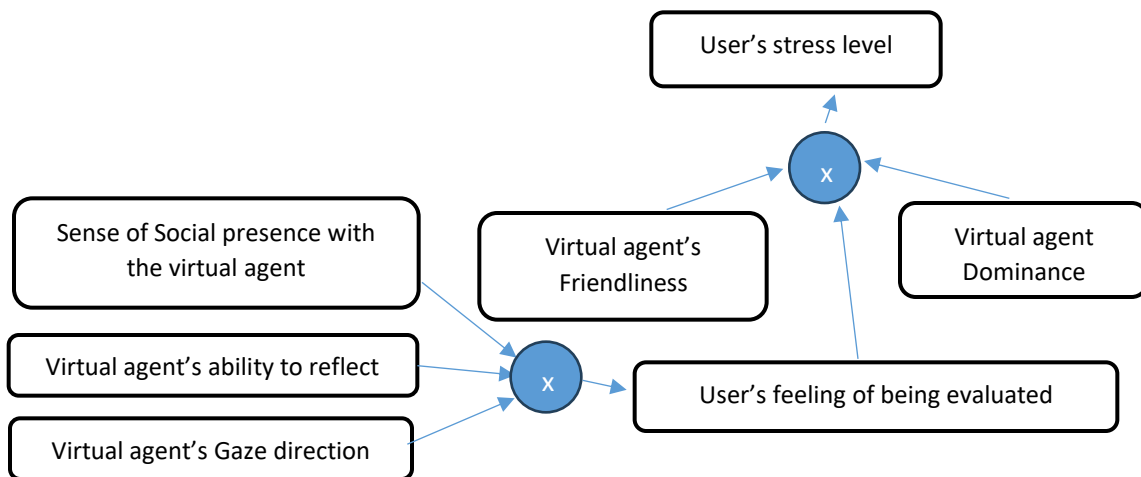 User’s stress level
x
Sense of Social presence with
the virtual agent
Virtual agent’s
Friendliness
Virtual agent
Dominance
Virtual agent’s ability to reflect
x
User’s feeling of being evaluated
Virtual agent’s Gaze direction